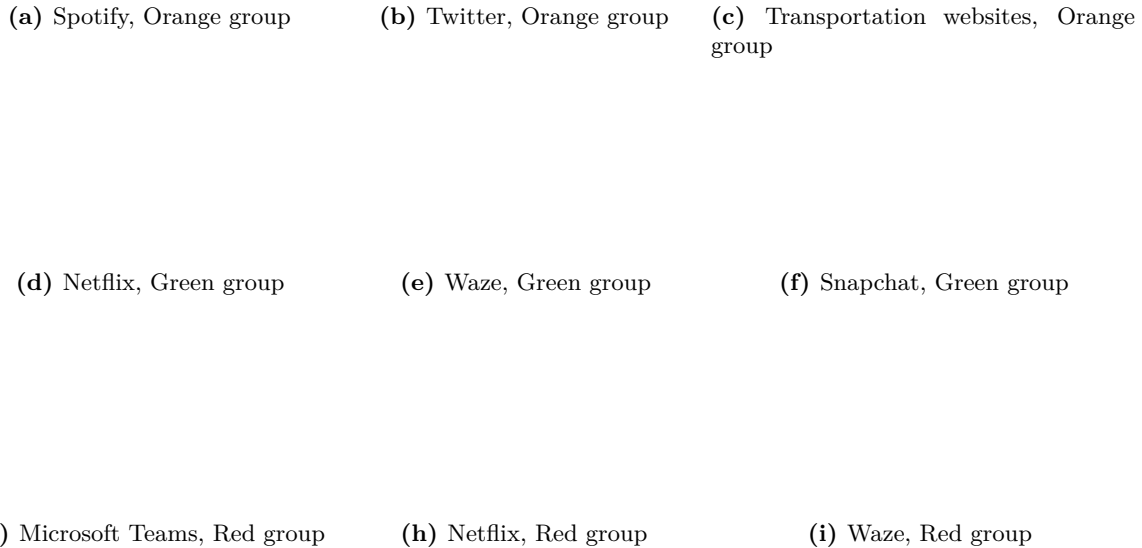 (a) Spotify, Orange group
(b) Twitter, Orange group
(c) Transportation websites, Orange
group
(d) Netflix, Green group
(e) Waze, Green group
(f) Snapchat, Green group
) Microsoft Teams, Red group
(h) Netflix, Red group
(i) Waze, Red group